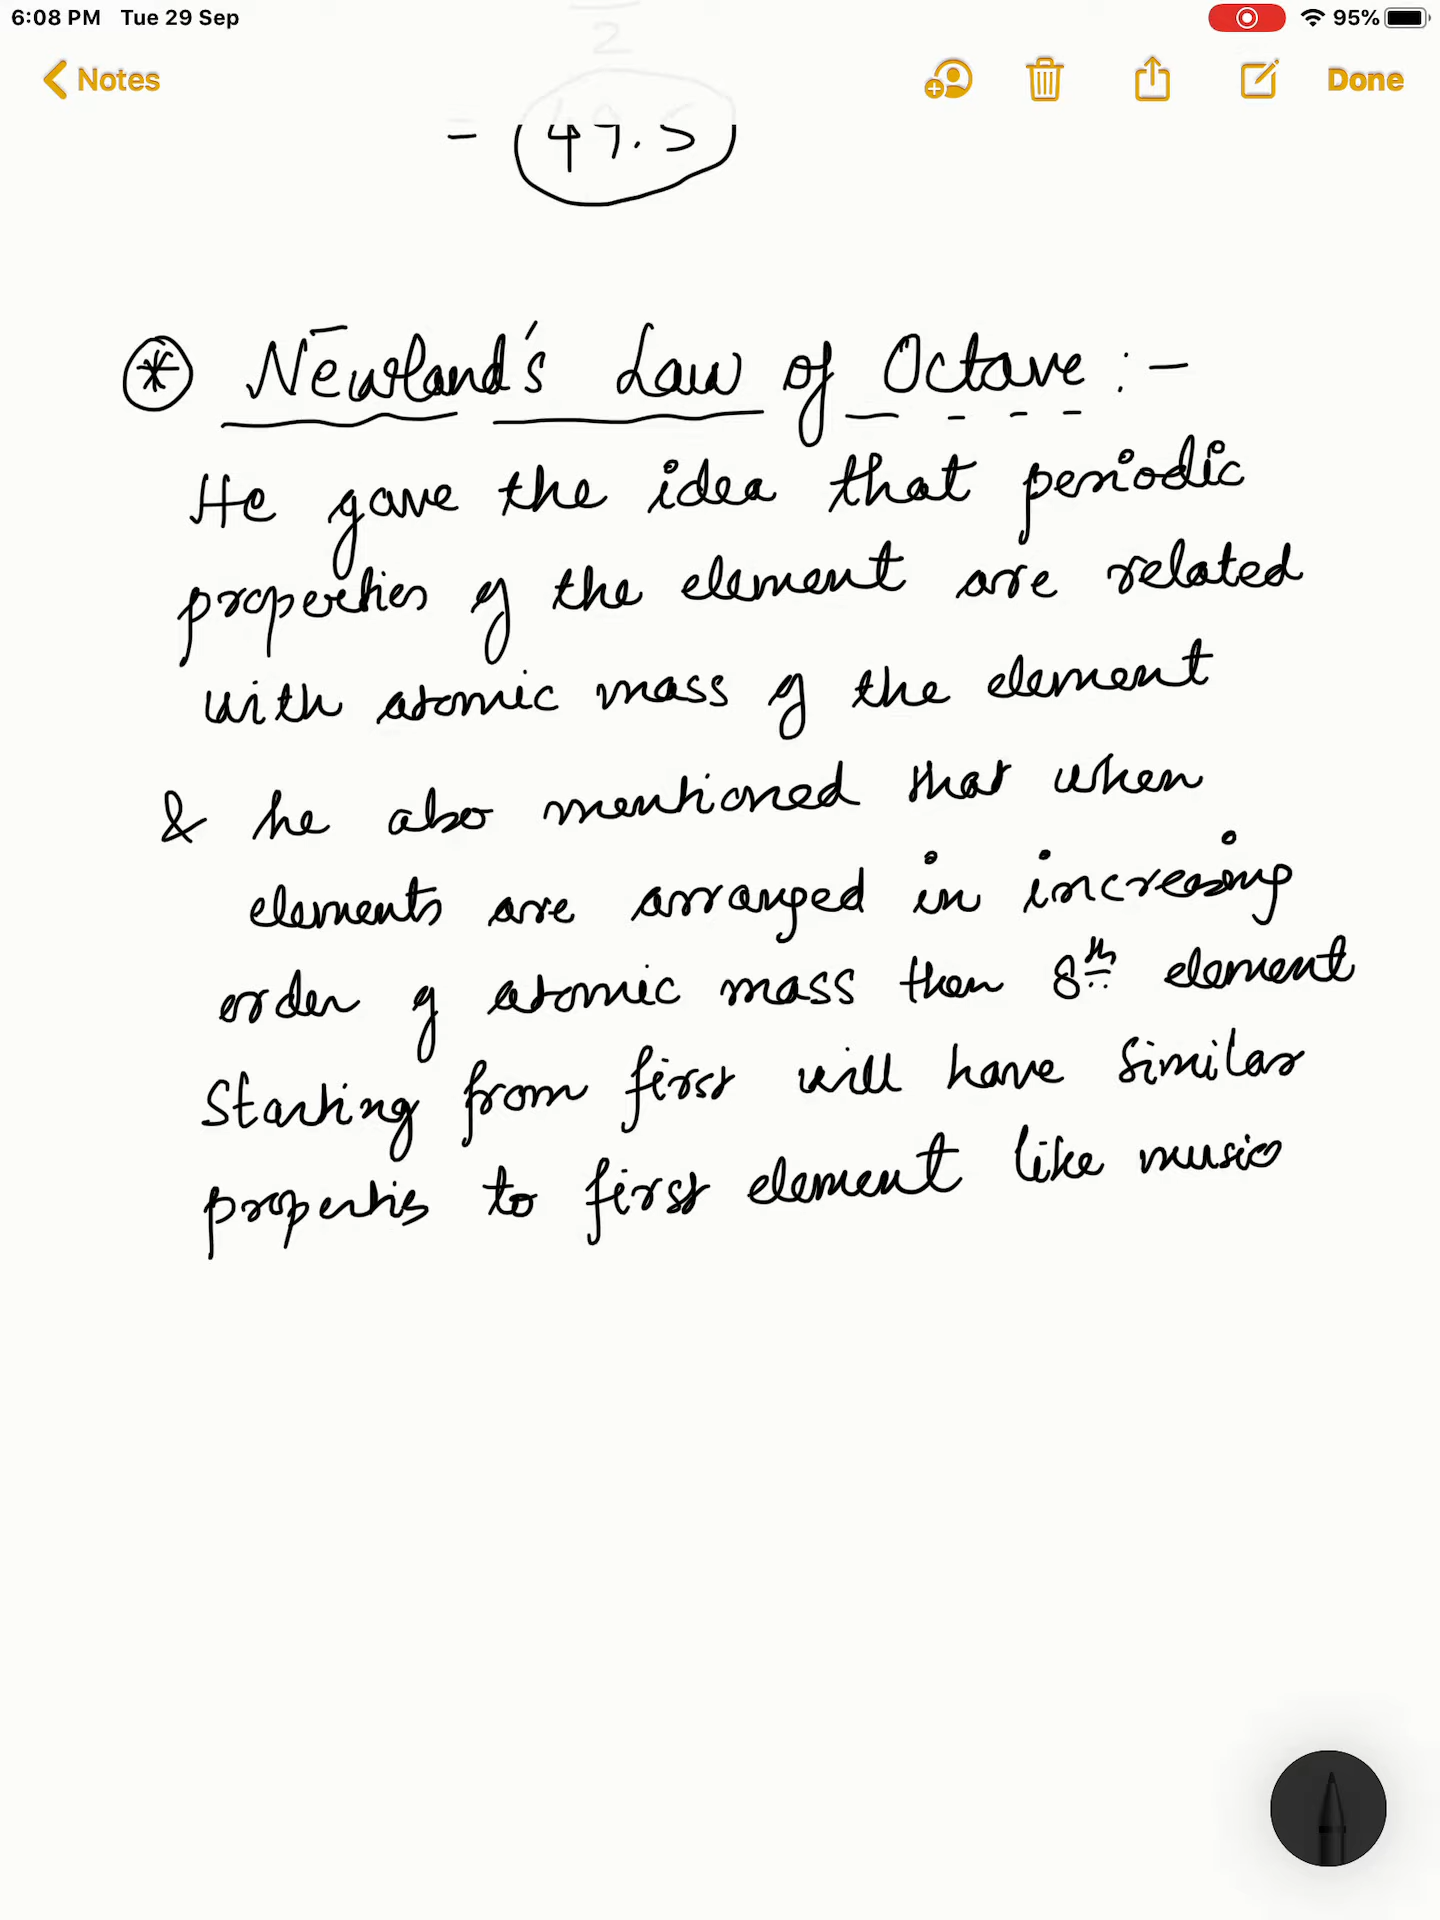 6:08 PM Tue 29 Sep 95%
Notes Done
2
= 49.5
* Newland's Law of Octave :-
He gave the idea that periodic
properties of the element are related
with atomic mass of the element
& he also mentioned that when
elements are arranged in increasing
order of atomic mass then 8th element
Starting from first will have similar
properties to first element like music